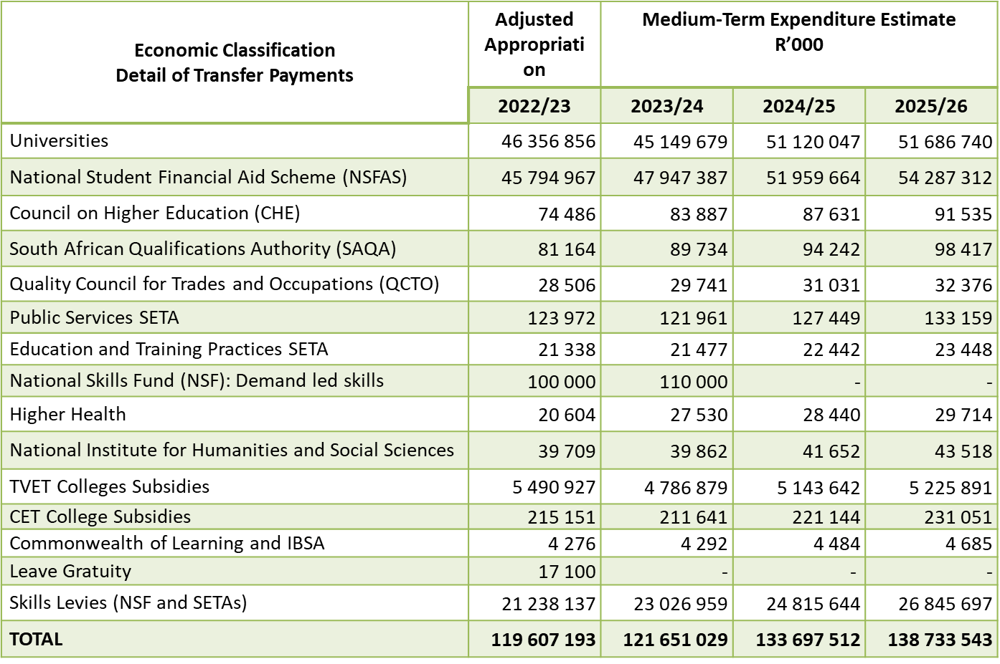 Economic Classification
Detail of Transfer Payments
Adjusted
Appropriati
on
Medium-Term Expenditure Estimate
R’000
2022/23 2023/24 2024/25 2025/26
Universities 46 356 856 45 149 679 51 120 047 51 686 740
National Student Financial Aid Scheme (NSFAS) 45 794 967 47 947 387 51 959 664 54 287 312
Council on Higher Education (CHE) 74 486 83 887 87 631 91 535
South African Qualifications Authority (SAQA) 81 164 89 734 94 242 98 417
Quality Council for Trades and Occupations (QCTO) 28 506 29 741 31 031 32 376
Public Services SETA 123 972 121 961 127 449 133 159
Education and Training Practices SETA 21 338 21 477 22 442 23 448
National Skills Fund (NSF): Demand led skills 100 000 110 000 - -
Higher Health 20 604 27 530 28 440 29 714
National Institute for Humanities and Social Sciences 39 709 39 862 41 652 43 518
TVET Colleges Subsidies 5 490 927 4 786 879 5 143 642 5 225 891
CET College Subsidies 215 151 211 641 221 144 231 051
Commonwealth of Learning and IBSA 4 276 4 292 4 484 4 685
Leave Gratuity 17 100 - - -
Skills Levies (NSF and SETAs) 21 238 137 23 026 959 24 815 644 26 845 697
TOTAL 119 607 193 121 651 029 133 697 512 138 733 543